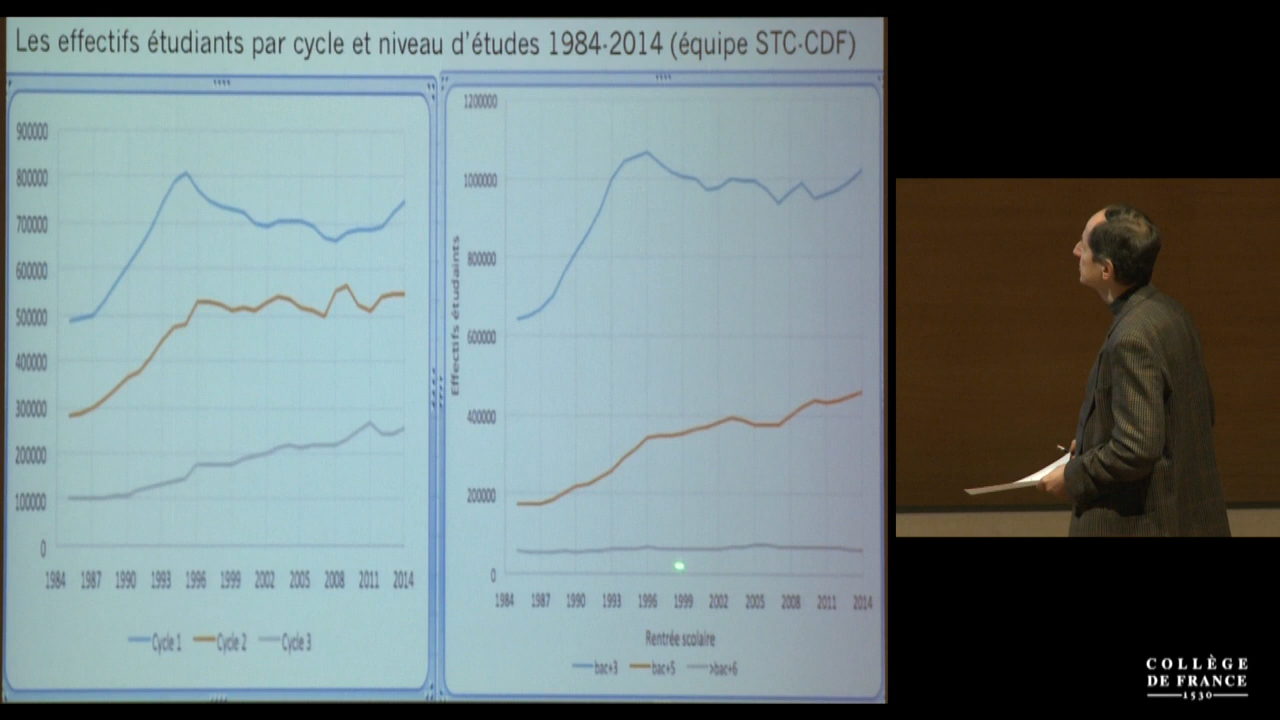 Les effectifs étudiants par cycle et niveau d'études 1984-2014 (équipe STC-CDF)
900000
800000
700000
600000
500000
400000
300000
200000
100000
0
1984 1987 1990 1993 1996 1999 2002 2005 2008 2011 2014
Cycle 1 Cycle 2 Cycle 3
1200000
1000000
800000
600000
400000
200000
0
Effectifs étudaints
1984 1987 1990 1993 1996 1999 2002 2005 2008 2011 2014
Rentrée scolaire
bac+3 bac+5 >bac+6
COLLÈGE
DE FRANCE
1530